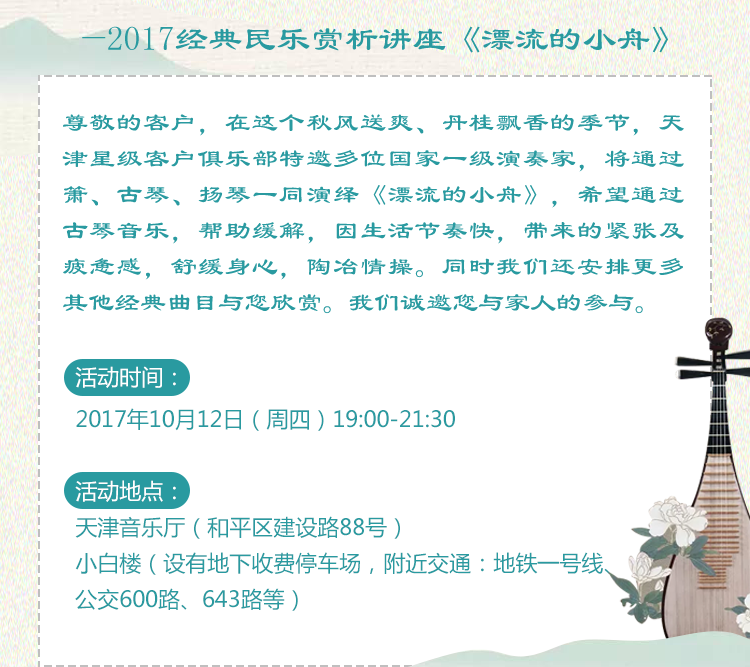 —2017经典民乐赏析讲座《漂流的小舟》
尊敬的客户，在这个秋风送爽、丹桂飘香的季节，天
津星级客户俱乐部特邀多位国家一级演奏家，将通过
箫、古琴、扬琴一同演绎《漂流的小舟》，希望通过
古琴音乐，帮助缓解，因生活节奏快，带来的紧张及
疲惫感，舒缓身心，陶冶情操。同时我们还安排更多
其他经典曲目与您欣赏。我们诚邀您与家人的参与。
活动时间：
2017年10月12日（周四）19:00-21:30
活动地点：
天津音乐厅（和平区建设路88号）
小白楼（设有地下收费停车场，附近交通：地铁一号线、
公交600路、643路等）